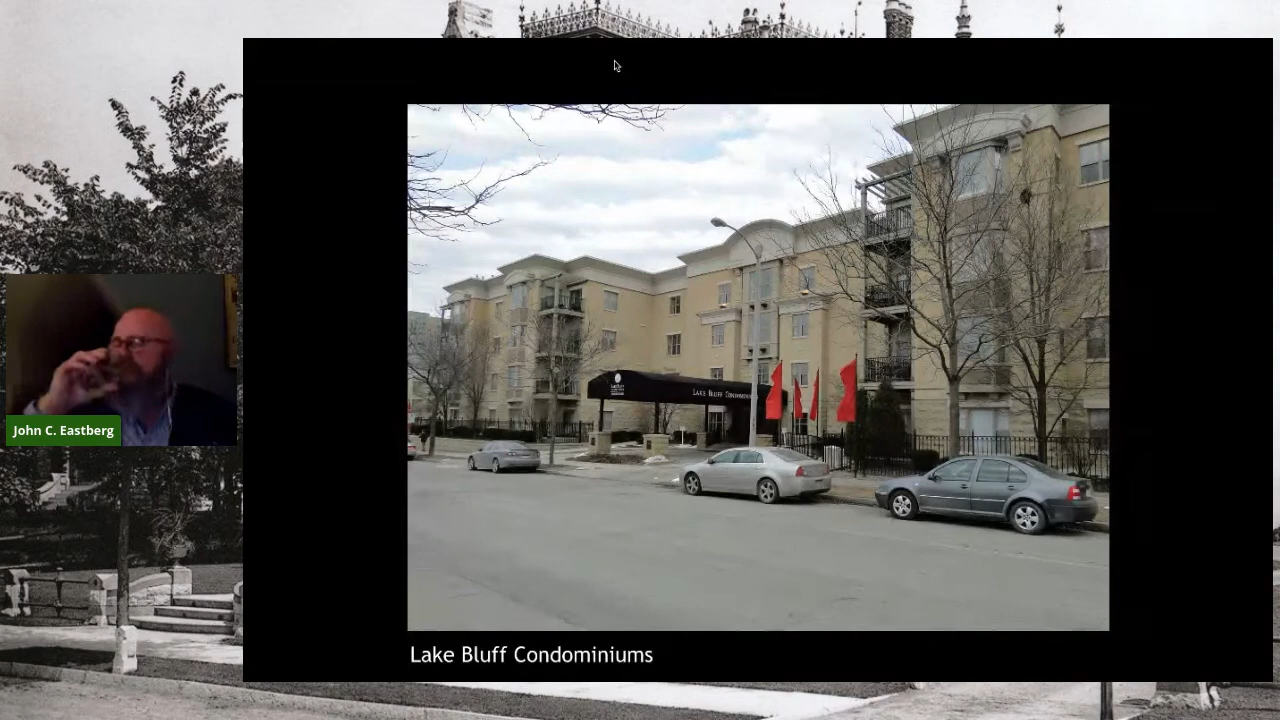 LAKE BLUFF CONDOMINIUMS
John C. Eastberg
Lake Bluff Condominiums